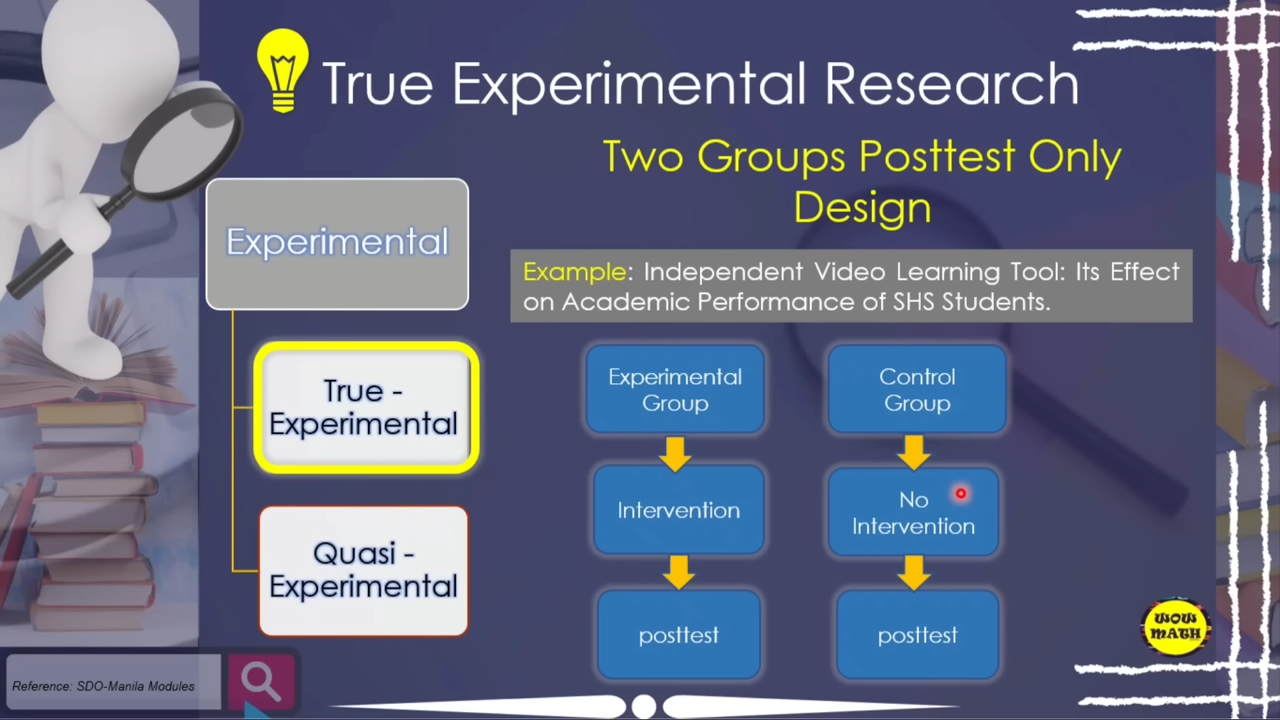 True Experimental Research
Two Groups Posttest Only
Design
Experimental
Example: Independent Video Learning Tool: Its Effect
on Academic Performance of SHS Students.
True -
Experimental
Quasi -
Experimental
Experimental
Group
Intervention
posttest
Control
Group
No
Intervention
posttest
WOW
MATH
Reference: SDO-Manila Modules